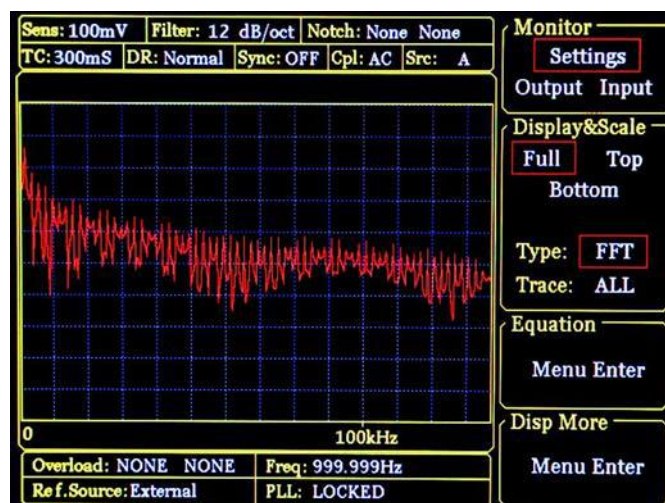 Sens: 100mV Filter: 12 dB/oct Notch: None None
TC: 300mS DR: Normal Sync: OFF Cpl: AC Src: A
0 100kHz
Overload: NONE NONE Freq: 999.999Hz
Ref.Source: External PLL: LOCKED
Monitor
Settings
Output Input
Display&Scale
Full Top
Bottom
Type: FFT
Trace: ALL
Equation
Menu Enter
Disp More
Menu Enter